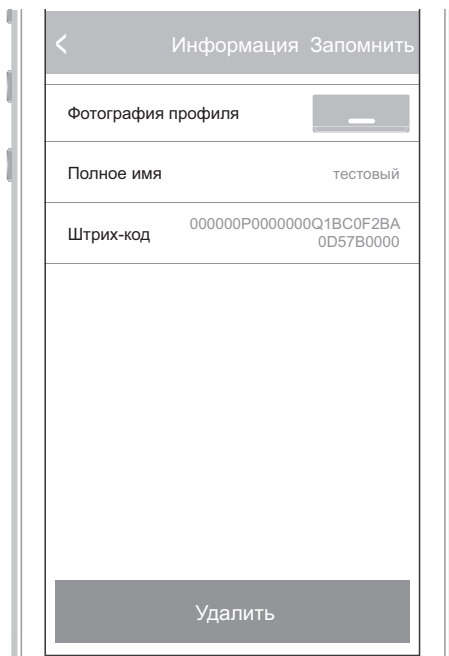 Информация Запомнить
Фотография профиля
Полное имя тестовый
Штрих-код 000000P0000000Q1BC0F2BA
0D57B0000
Удалить